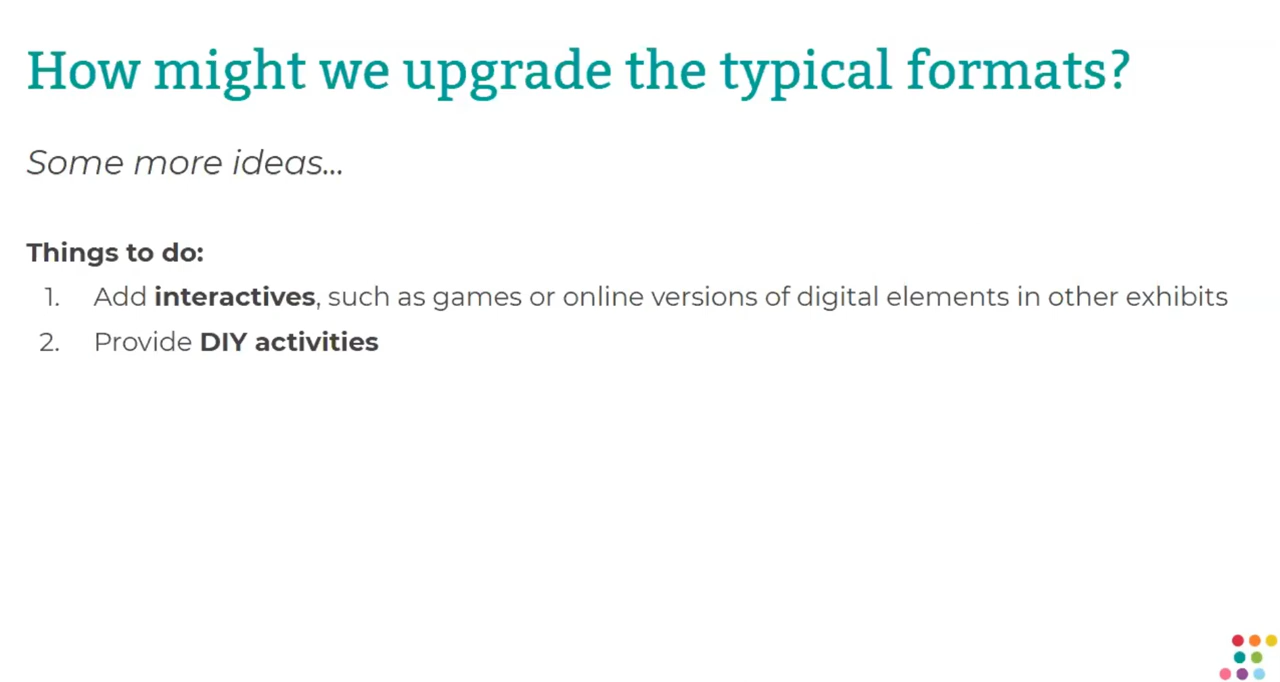 How might we upgrade the typical formats?
Some more ideas...
Things to do:
1. Add interactives, such as games or online versions of digital elements in other exhibits
2. Provide DIY activities